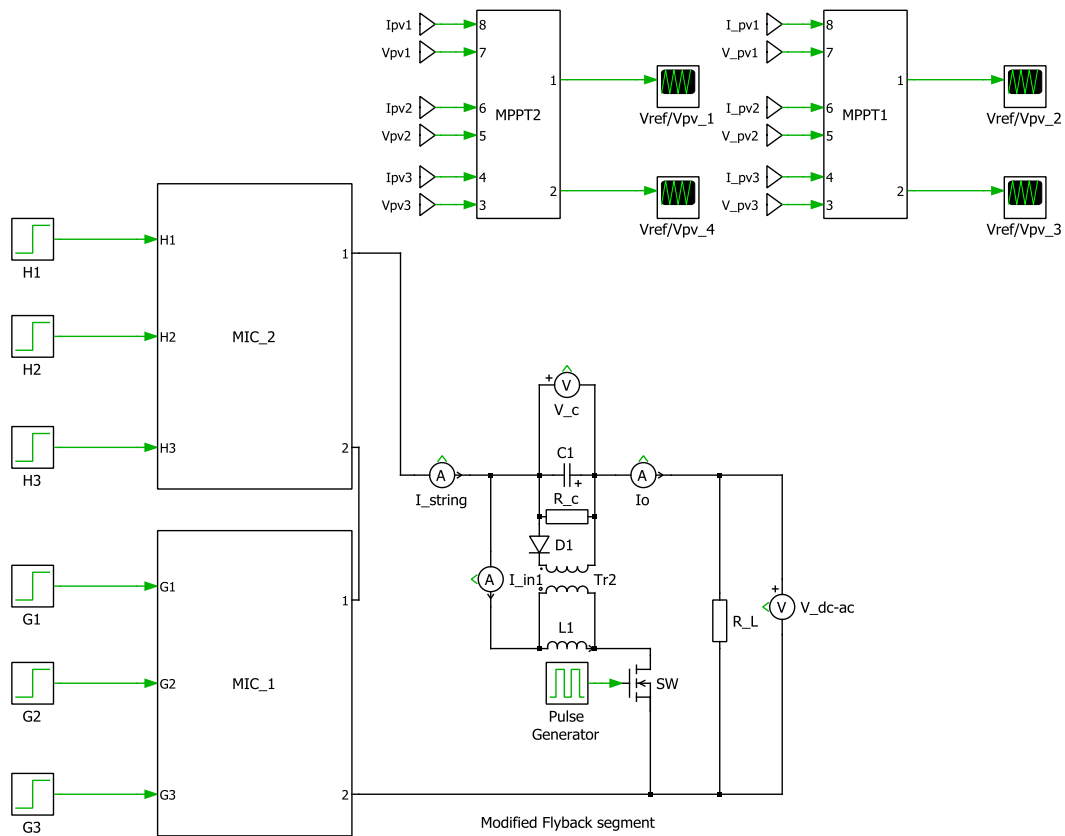 Ipv1
8
Vpv1
7
1
Ipv2
6
MPPT2
Vref/Vpv_1
Vpv2
5
Ipv3
4
2
Vpv3
3
Vref/Vpv_4
I_pv1
8
V_pv1
7
1
I_pv2
6
MPPT1
Vref/Vpv_2
V_pv2
5
I_pv3
4
2
V_pv3
3
Vref/Vpv_3
H1
H1
1
H2
MIC_2
H2
H3
2
H3
+
V
V_c
C1
A
+
A
I_string
R_c
Io
D1
A
I_in1
Tr2
G1
1
G1
+
V
V_dc-ac
R_L
L1
G2
MIC_1
SW
G2
Pulse
Generator
G3
2
G3
Modified Flyback segment